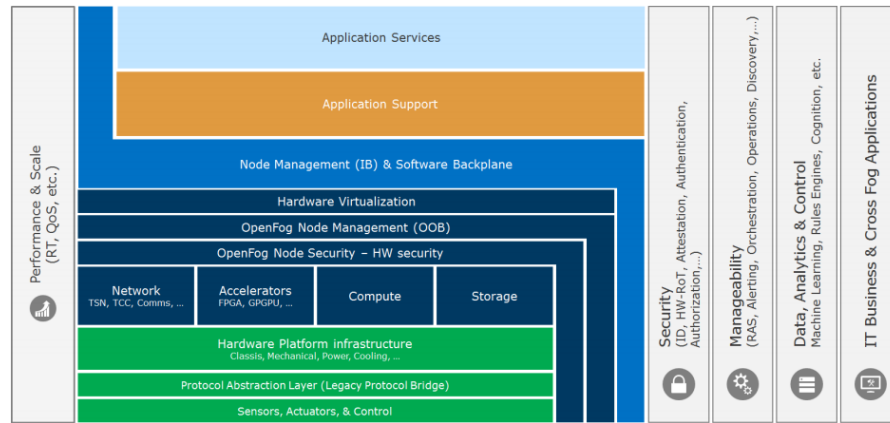 Performance & Scale
(RT, QoS, etc.)
Application Services
Application Support
Node Management (IB) & Software Backplane
Hardware Virtualization
OpenFog Node Management (OOB)
OpenFog Node Security – HW security
Network
TSN, TCC, Comms, ...
Accelerators
FPGA, GPGPU, ...
Compute
Storage
Hardware Platform infrastructure
Classis, Mechanical, Power, Cooling, ...
Protocol Abstraction Layer (Legacy Protocol Bridge)
Sensors, Actuators, & Control
Security
(ID, HW-RoT, Attestation, Authentication,
Authorization,...)
Manageability
(RAS, Alerting, Orchestration, Operations, Discovery,...)
Data, Analytics & Control
Machine Learning, Rules Engines, Cognition, etc.
IT Business & Cross Fog Applications